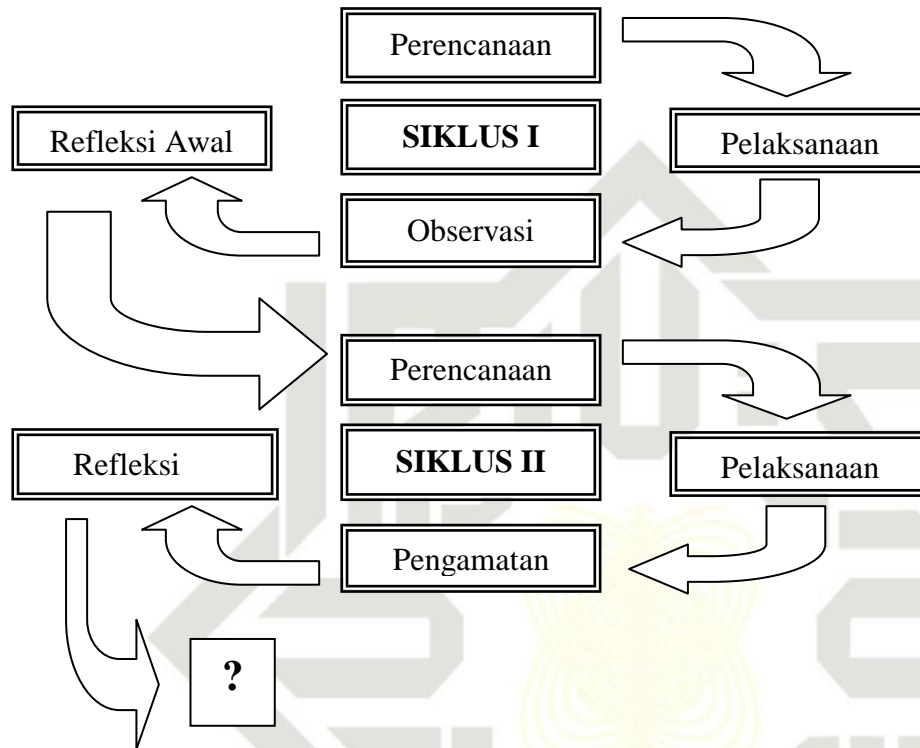 Perencanaan
Refleksi Awal
SIKLUS I
Pelaksanaan
Observasi
Perencanaan
Refleksi
SIKLUS II
Pelaksanaan
Pengamatan
?